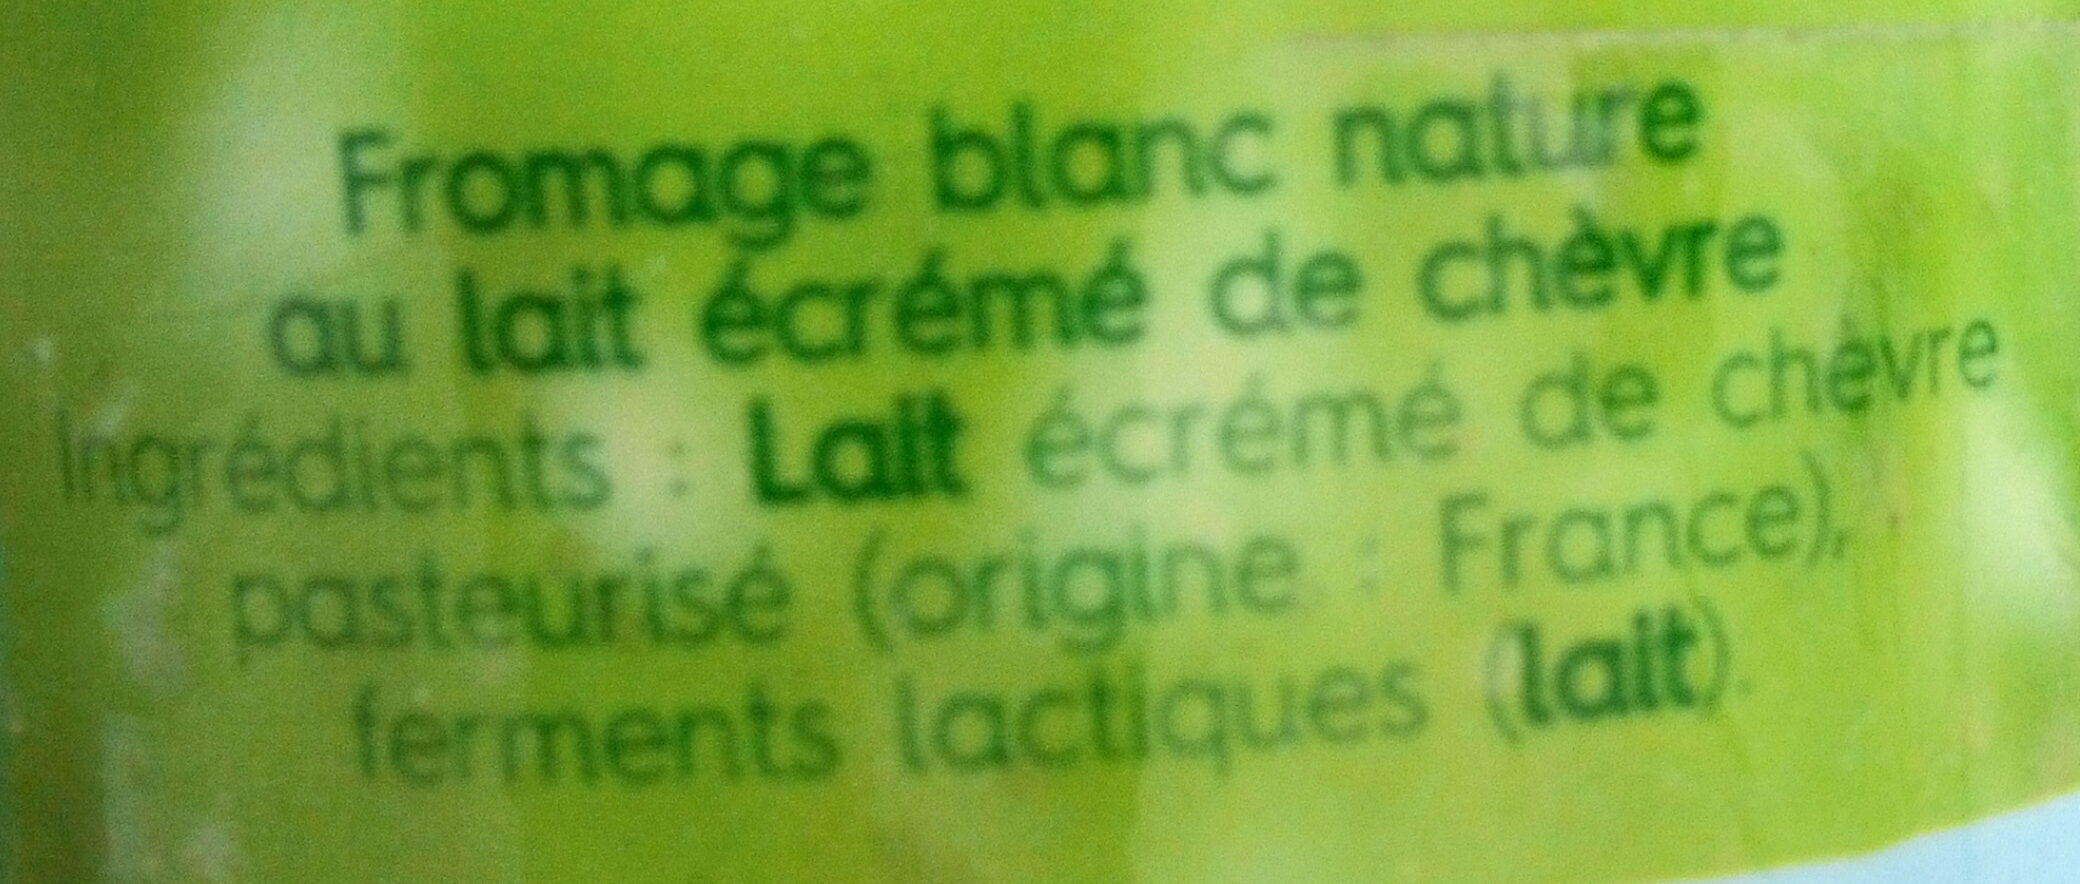 Fromage blanc nature
au lait écrémé de chèvre
Ingrédients : Lait écrémé de chèvre
pasteurisé (origine : France),
ferments lactiques (lait).